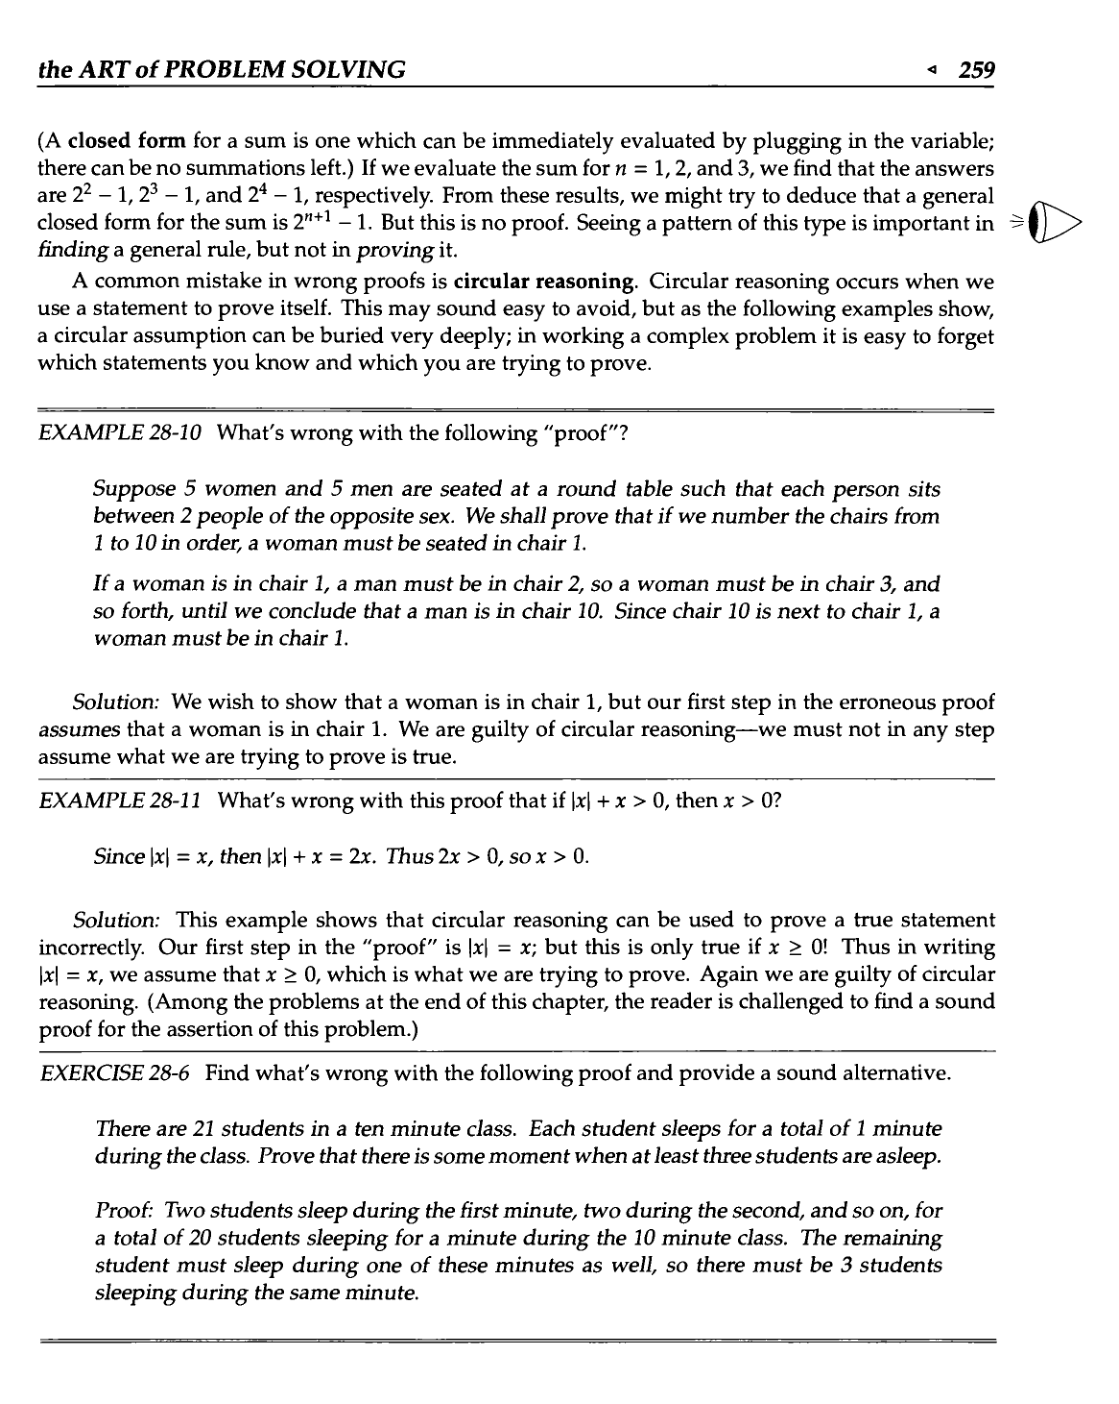 the ART of PROBLEM SOLVING ◃ 259
(A closed form for a sum is one which can be immediately evaluated by plugging in the variable;
there can be no summations left.) If we evaluate the sum for n = 1, 2, and 3, we find that the answers
are 2² − 1, 2³ − 1, and 2⁴ − 1, respectively. From these results, we might try to deduce that a general
closed form for the sum is 2ⁿ⁺¹ − 1. But this is no proof. Seeing a pattern of this type is important in
finding a general rule, but not in proving it.
A common mistake in wrong proofs is circular reasoning. Circular reasoning occurs when we
use a statement to prove itself. This may sound easy to avoid, but as the following examples show,
a circular assumption can be buried very deeply; in working a complex problem it is easy to forget
which statements you know and which you are trying to prove.
EXAMPLE 28-10 What's wrong with the following "proof"?
Suppose 5 women and 5 men are seated at a round table such that each person sits
between 2 people of the opposite sex. We shall prove that if we number the chairs from
1 to 10 in order, a woman must be seated in chair 1.
If a woman is in chair 1, a man must be in chair 2, so a woman must be in chair 3, and
so forth, until we conclude that a man is in chair 10. Since chair 10 is next to chair 1, a
woman must be in chair 1.
Solution: We wish to show that a woman is in chair 1, but our first step in the erroneous proof
assumes that a woman is in chair 1. We are guilty of circular reasoning—we must not in any step
assume what we are trying to prove is true.
EXAMPLE 28-11 What's wrong with this proof that if |x| + x > 0, then x > 0?
Since |x| = x, then |x| + x = 2x. Thus 2x > 0, so x > 0.
Solution: This example shows that circular reasoning can be used to prove a true statement
incorrectly. Our first step in the "proof" is |x| = x; but this is only true if x ≥ 0! Thus in writing
|x| = x, we assume that x ≥ 0, which is what we are trying to prove. Again we are guilty of circular
reasoning. (Among the problems at the end of this chapter, the reader is challenged to find a sound
proof for the assertion of this problem.)
EXERCISE 28-6 Find what's wrong with the following proof and provide a sound alternative.
There are 21 students in a ten minute class. Each student sleeps for a total of 1 minute
during the class. Prove that there is some moment when at least three students are asleep.
Proof: Two students sleep during the first minute, two during the second, and so on, for
a total of 20 students sleeping for a minute during the 10 minute class. The remaining
student must sleep during one of these minutes as well, so there must be 3 students
sleeping during the same minute.